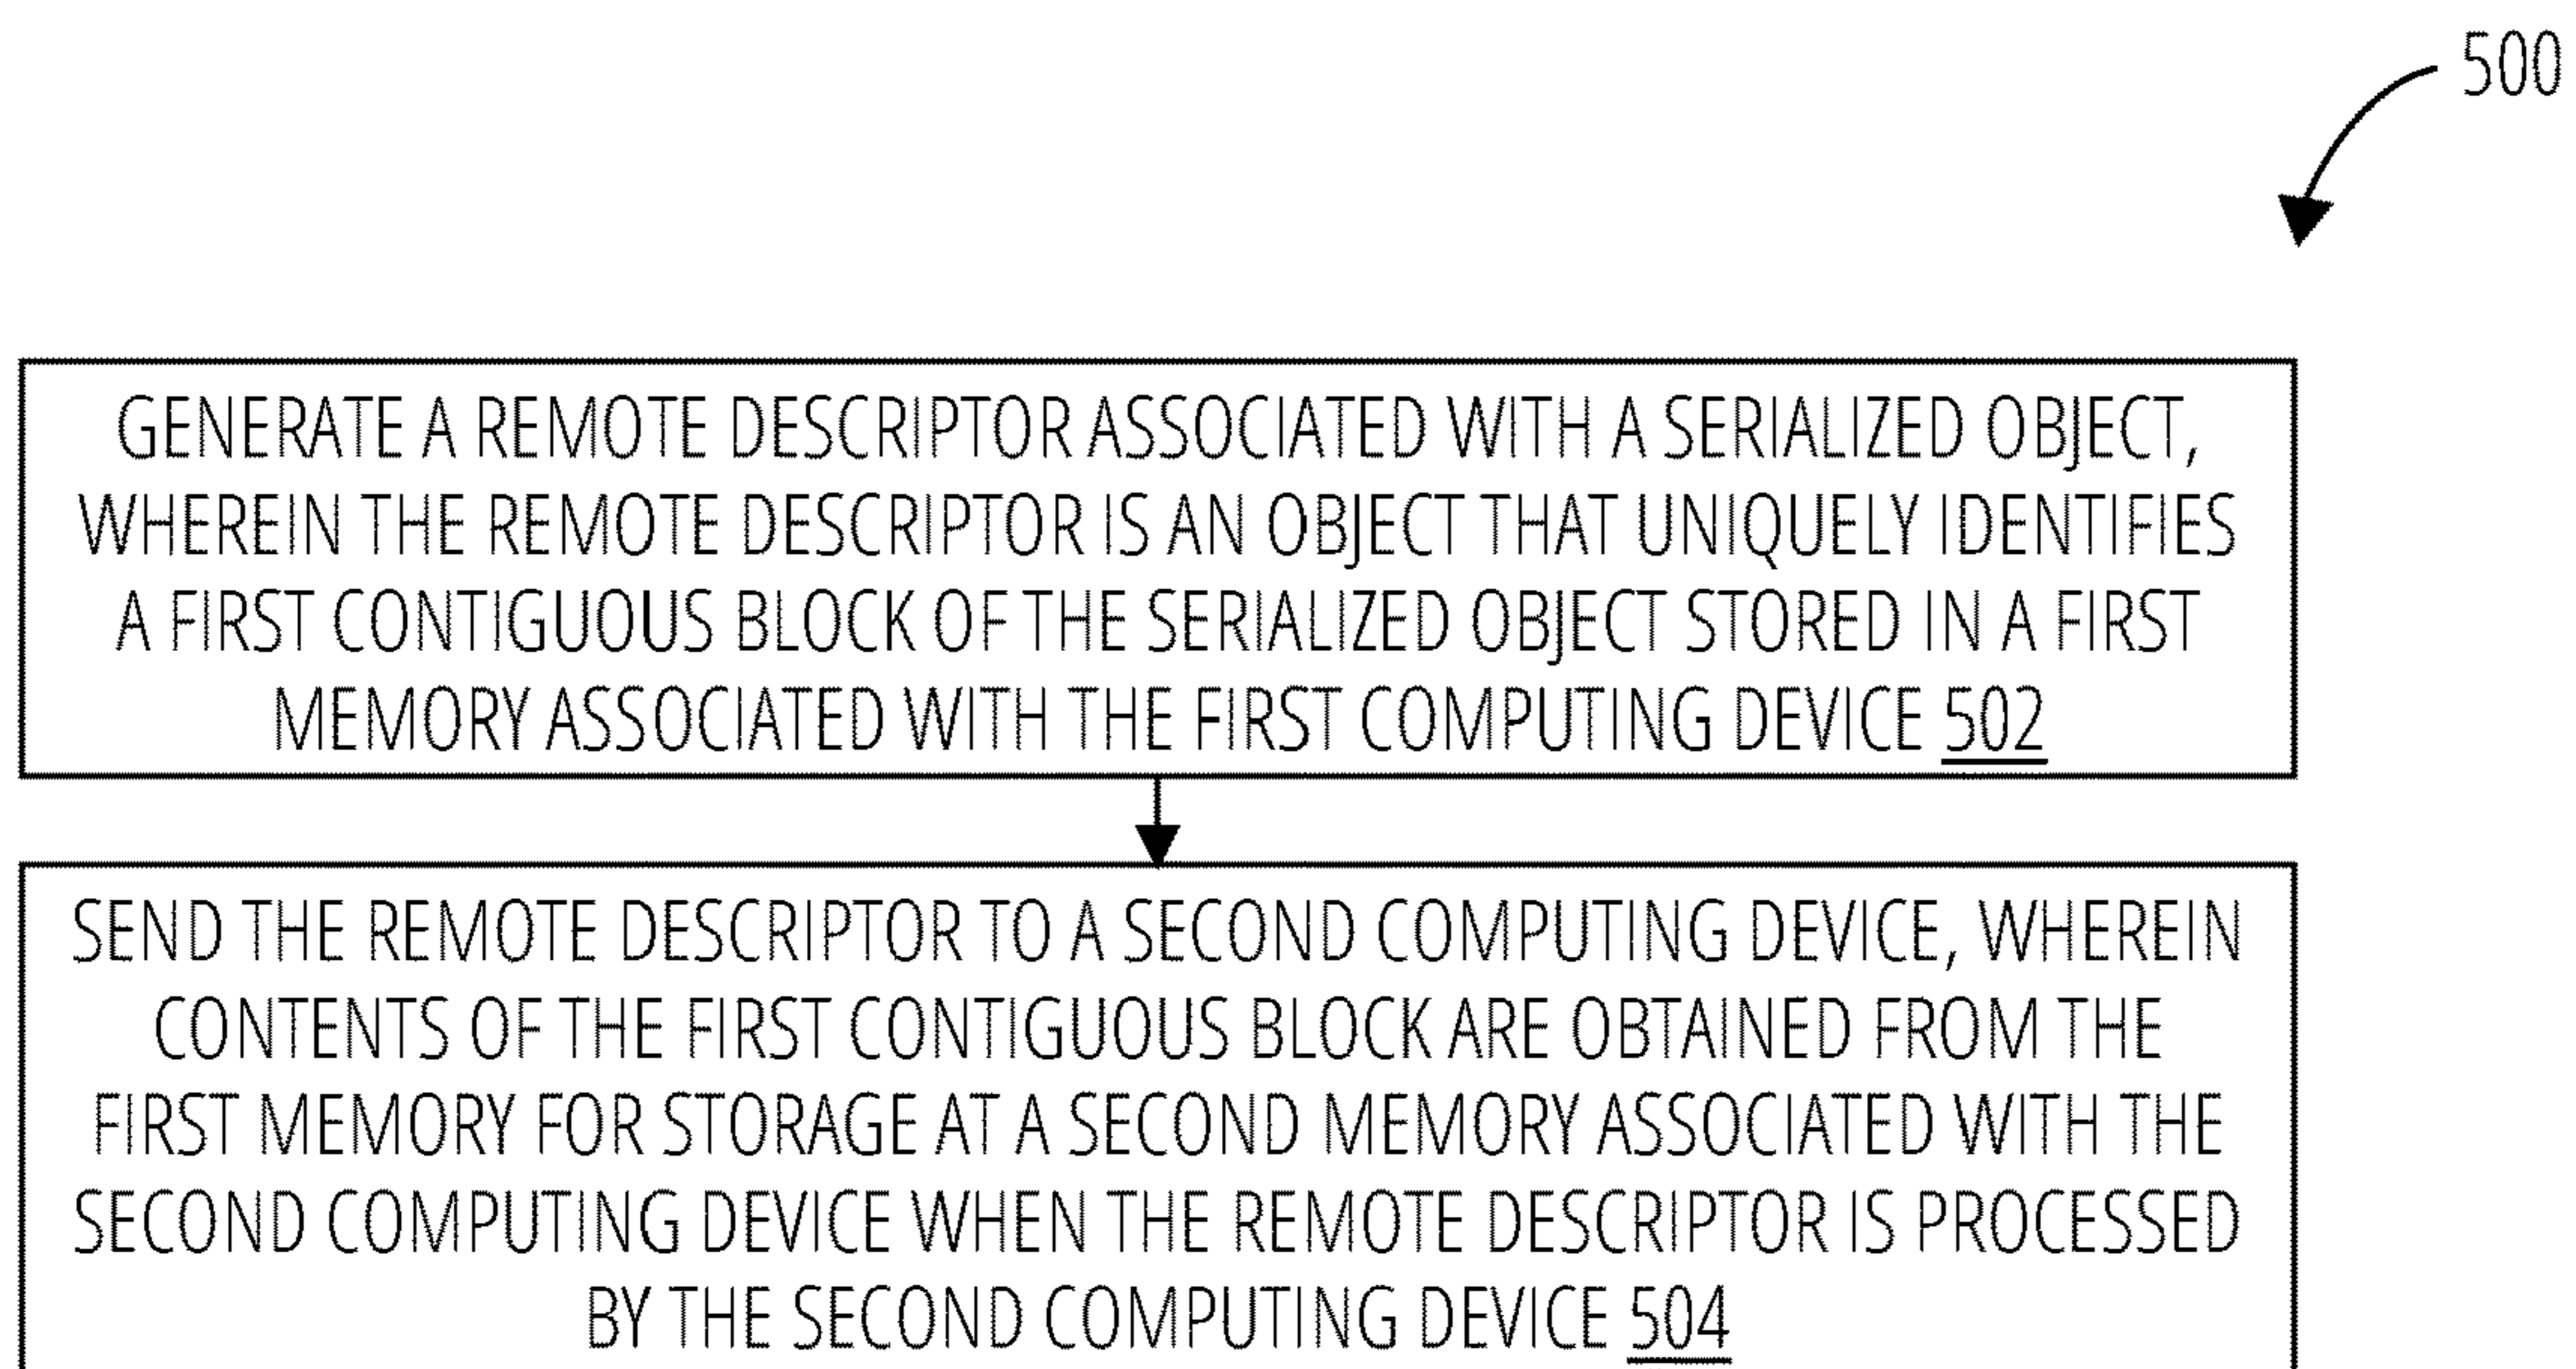 500
GENERATE A REMOTE DESCRIPTOR ASSOCIATED WITH A SERIALIZED OBJECT,
WHEREIN THE REMOTE DESCRIPTOR IS AN OBJECT THAT UNIQUELY IDENTIFIES
A FIRST CONTIGUOUS BLOCK OF THE SERIALIZED OBJECT STORED IN A FIRST
MEMORY ASSOCIATED WITH THE FIRST COMPUTING DEVICE 502
SEND THE REMOTE DESCRIPTOR TO A SECOND COMPUTING DEVICE, WHEREIN
CONTENTS OF THE FIRST CONTIGUOUS BLOCK ARE OBTAINED FROM THE
FIRST MEMORY FOR STORAGE AT A SECOND MEMORY ASSOCIATED WITH THE
SECOND COMPUTING DEVICE WHEN THE REMOTE DESCRIPTOR IS PROCESSED
BY THE SECOND COMPUTING DEVICE 504